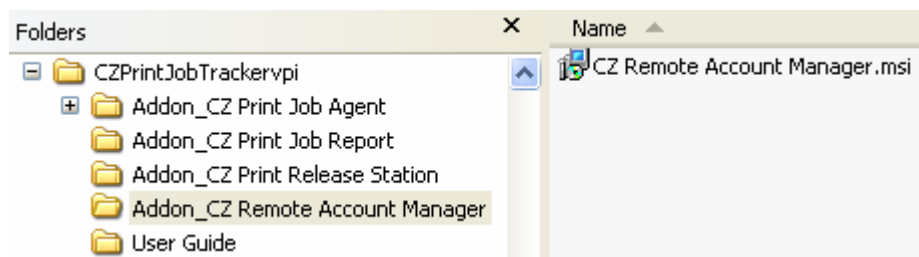 Folders
Name
CZPrintJobTrackervpi
CZ Remote Account Manager.msi
Addon_CZ Print Job Agent
Addon_CZ Print Job Report
Addon_CZ Print Release Station
Addon_CZ Remote Account Manager
User Guide